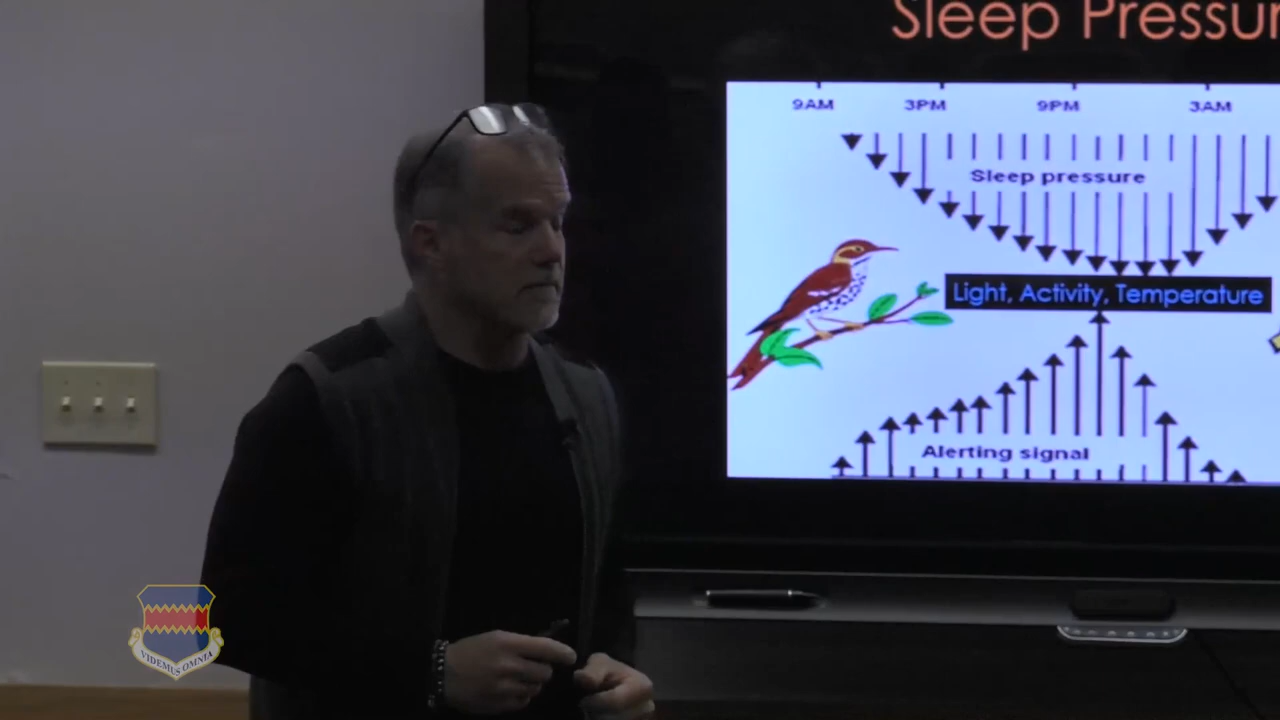 Sleep Pressur
9AM 3PM 9PM 3AM
Sleep pressure
Light, Activity, Temperature
Alerting signal
VIDEMUS OMNIA